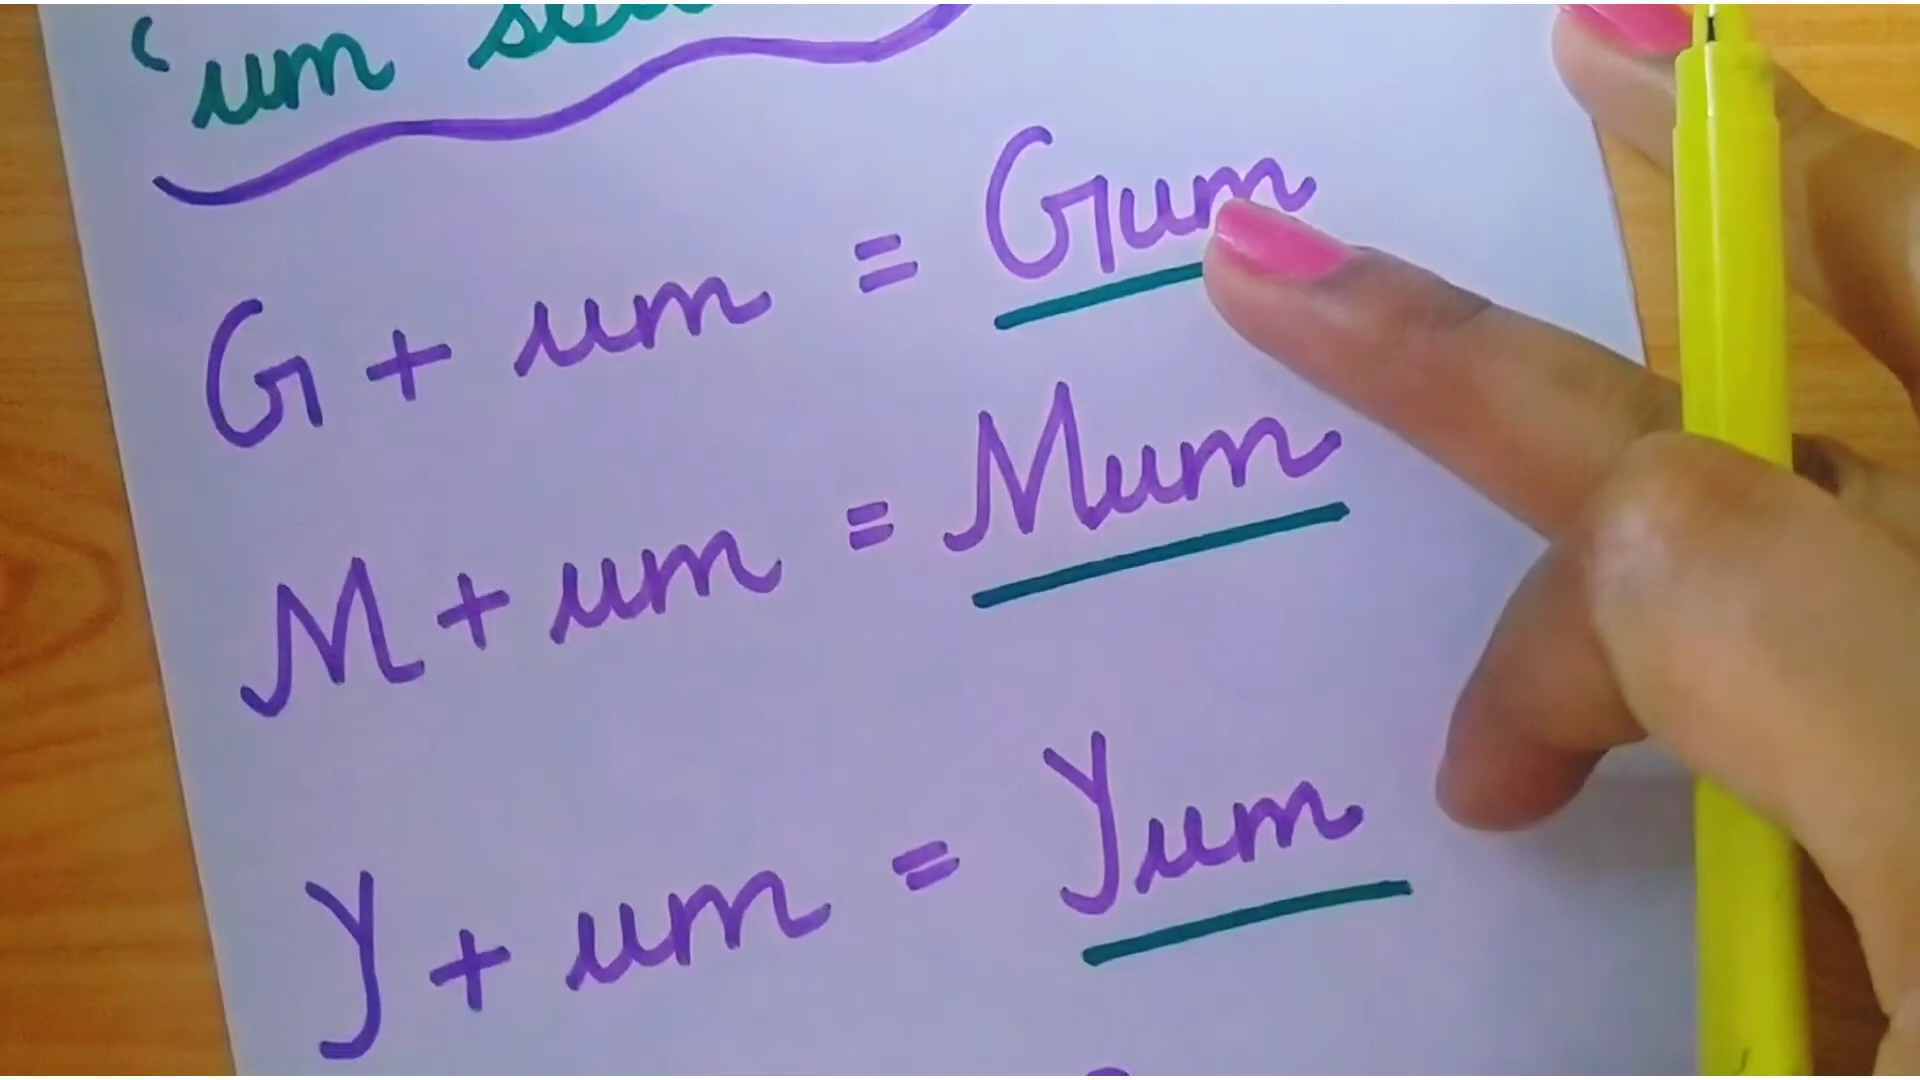 ‘um
G + um = Gum
M + um = Mum
Y + um = Yum